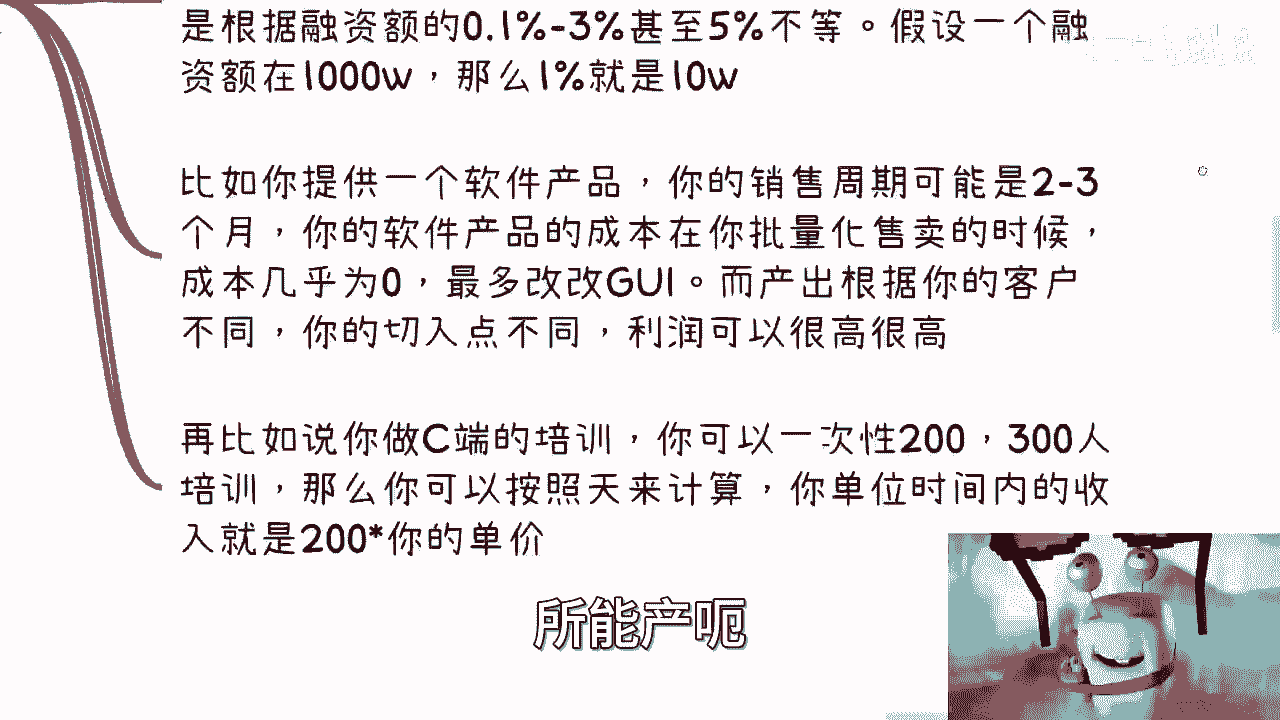 是根据融资额的0.1%-3%甚至5%不等。假设一个融
资额在1000w，那么1%就是10w
比如你提供一个软件产品，你的销售周期可能是2-3
个月，你的软件产品的成本在你批量化售卖的时候，
成本几乎为0，最多改改GUI。而产出根据你的客户
不同，你的切入点不同，利润可以很高很高
再比如说你做C端的培训，你可以一次性200，300人
培训，那么你可以按照天来计算，你单位时间内的收
入就是200*你的单价
所能产呃